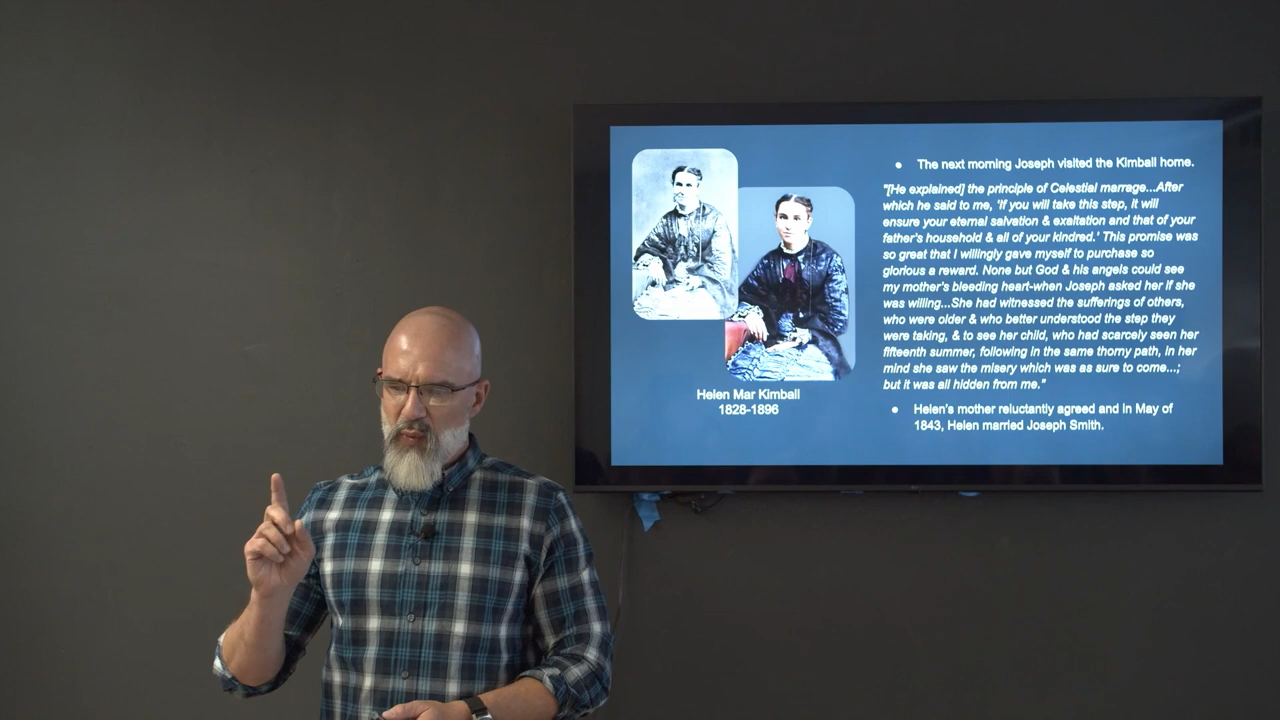 Helen Mar Kimball
1828-1896
● The next morning Joseph visited the Kimball home.
"[He explained] the principle of Celestial marrage...After
which he said to me, 'If you will take this step, it will
ensure your eternal salvation & exaltation and that of your
father's household & all of your kindred.' This promise was
so great that I willingly gave myself to purchase so
glorious a reward. None but God & his angels could see
my mother's bleeding heart-when Joseph asked her if she
was willing...She had witnessed the sufferings of others,
who were older & who better understood the step they
were taking, & to see her child, who had scarcely seen her
fifteenth summer, following in the same thorny path, in her
mind she saw the misery which was as sure to come...;
but it was all hidden from me."
● Helen's mother reluctantly agreed and in May of
1843, Helen married Joseph Smith.